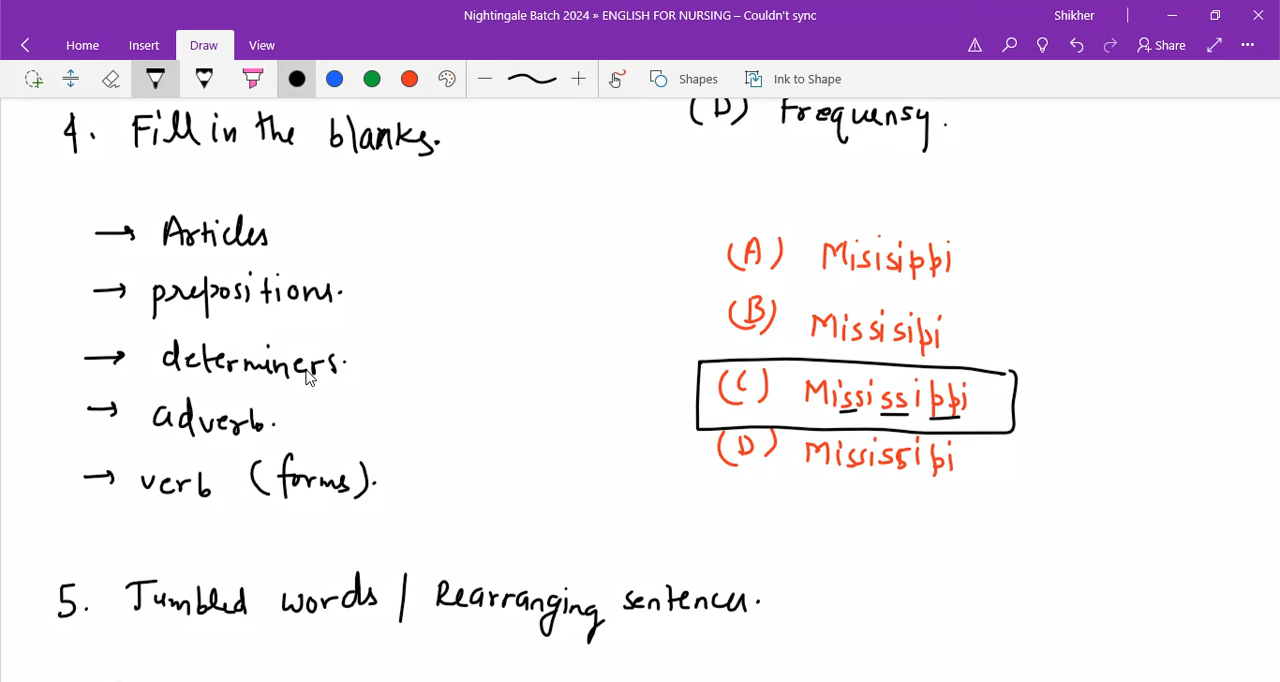 Nightingale Batch 2024 » ENGLISH FOR NURSING – Couldn't sync
Shikher
Home Insert Draw View
Share
Shapes
Ink to Shape
(D) Frequensy.
4. Fill in the blanks.
→ Articles
→ prepositions.
→ determiners.
→ adverb.
→ verb (forms).
(A) Misisippi
(B) Missisipi
(C) Mississippi
(D) Mississipi
5. Jumbled words / Rearranging sentences.